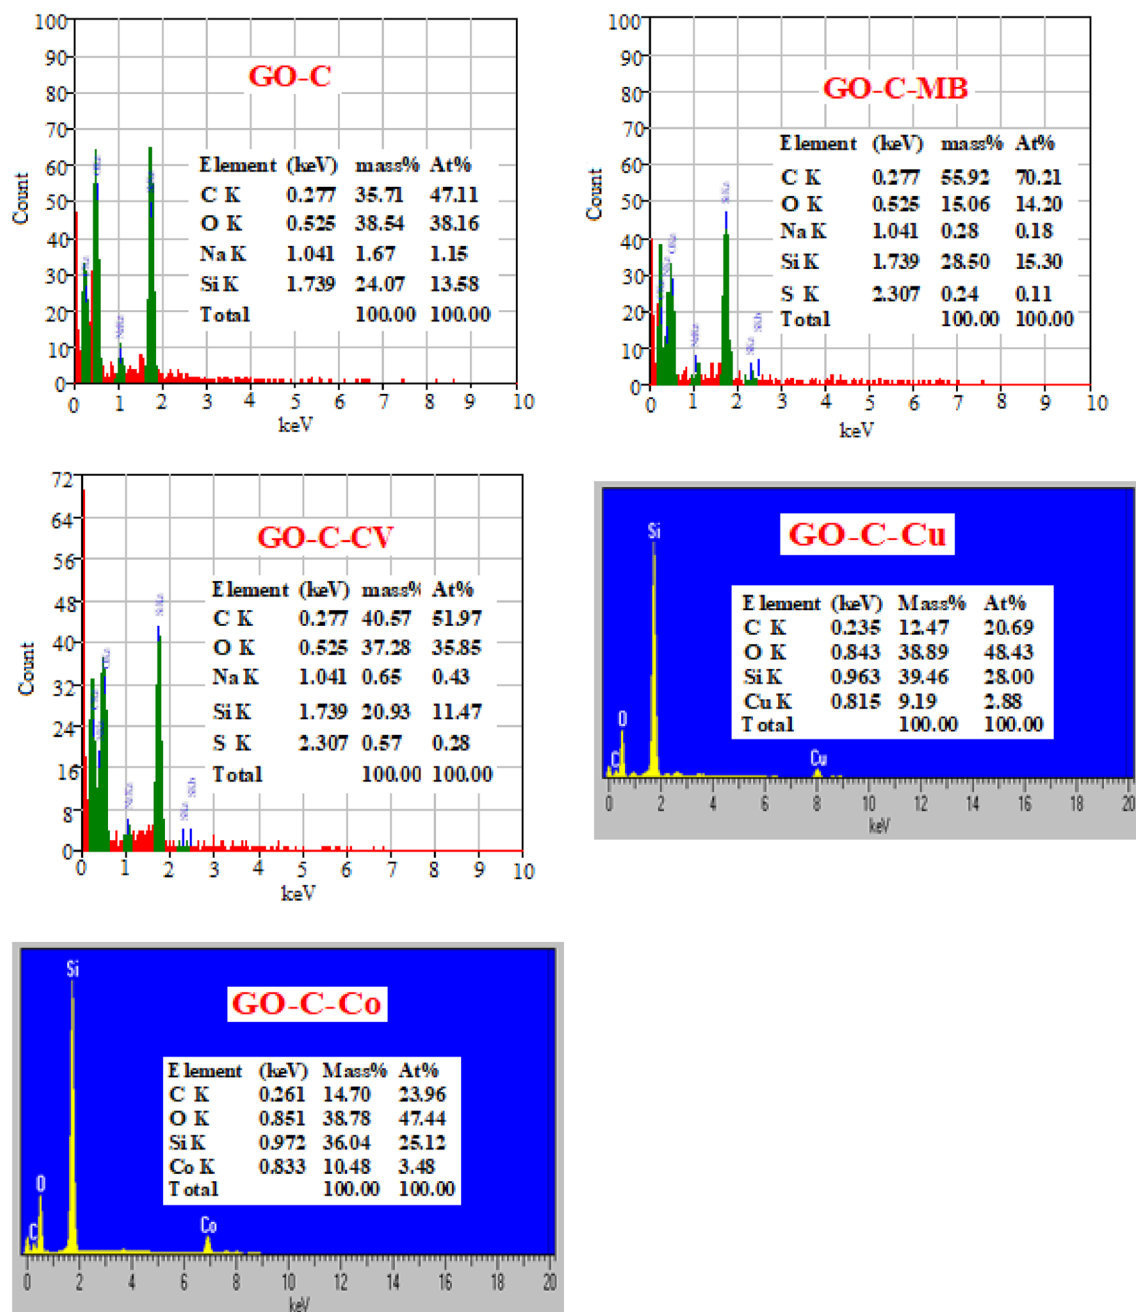 GO-C
Element (keV) mass% At%
C K 0.277 35.71 47.11
O K 0.525 38.54 38.16
Na K 1.041 1.67 1.15
Si K 1.739 24.07 13.58
Total 100.00 100.00
100
90
80
70
60
50
40
30
20
10
0
Count
0 1 2 3 4 5 6 7 8 9 10
keV
GO-C-MB
Element (keV) mass% At%
C K 0.277 55.92 70.21
O K 0.525 15.06 14.20
Na K 1.041 0.28 0.18
Si K 1.739 28.50 15.30
S K 2.307 0.24 0.11
Total 100.00 100.00
100
90
80
70
60
50
40
30
20
10
0
Count
0 1 2 3 4 5 6 7 8 9 10
keV
GO-C-CV
Element (keV) mass% At%
C K 0.277 40.57 51.97
O K 0.525 37.28 35.85
Na K 1.041 0.65 0.43
Si K 1.739 20.93 11.47
S K 2.307 0.57 0.28
Total 100.00 100.00
72
64
56
48
40
32
24
16
8
0
Count
0 1 2 3 4 5 6 7 8 9 10
keV
GO-C-Cu
Element (keV) Mass% At%
C K 0.235 12.47 20.69
O K 0.843 38.89 48.43
Si K 0.963 39.46 28.00
Cu K 0.815 9.19 2.88
Total 100.00 100.00
Si
O
C
Cu
0 2 4 6 8 10 12 14 16 18 20
keV
GO-C-Co
Element (keV) Mass% At%
C K 0.261 14.70 23.96
O K 0.851 38.78 47.44
Si K 0.972 36.04 25.12
Co K 0.833 10.48 3.48
Total 100.00 100.00
Si
O
C
Co
0 2 4 6 8 10 12 14 16 18 20
keV